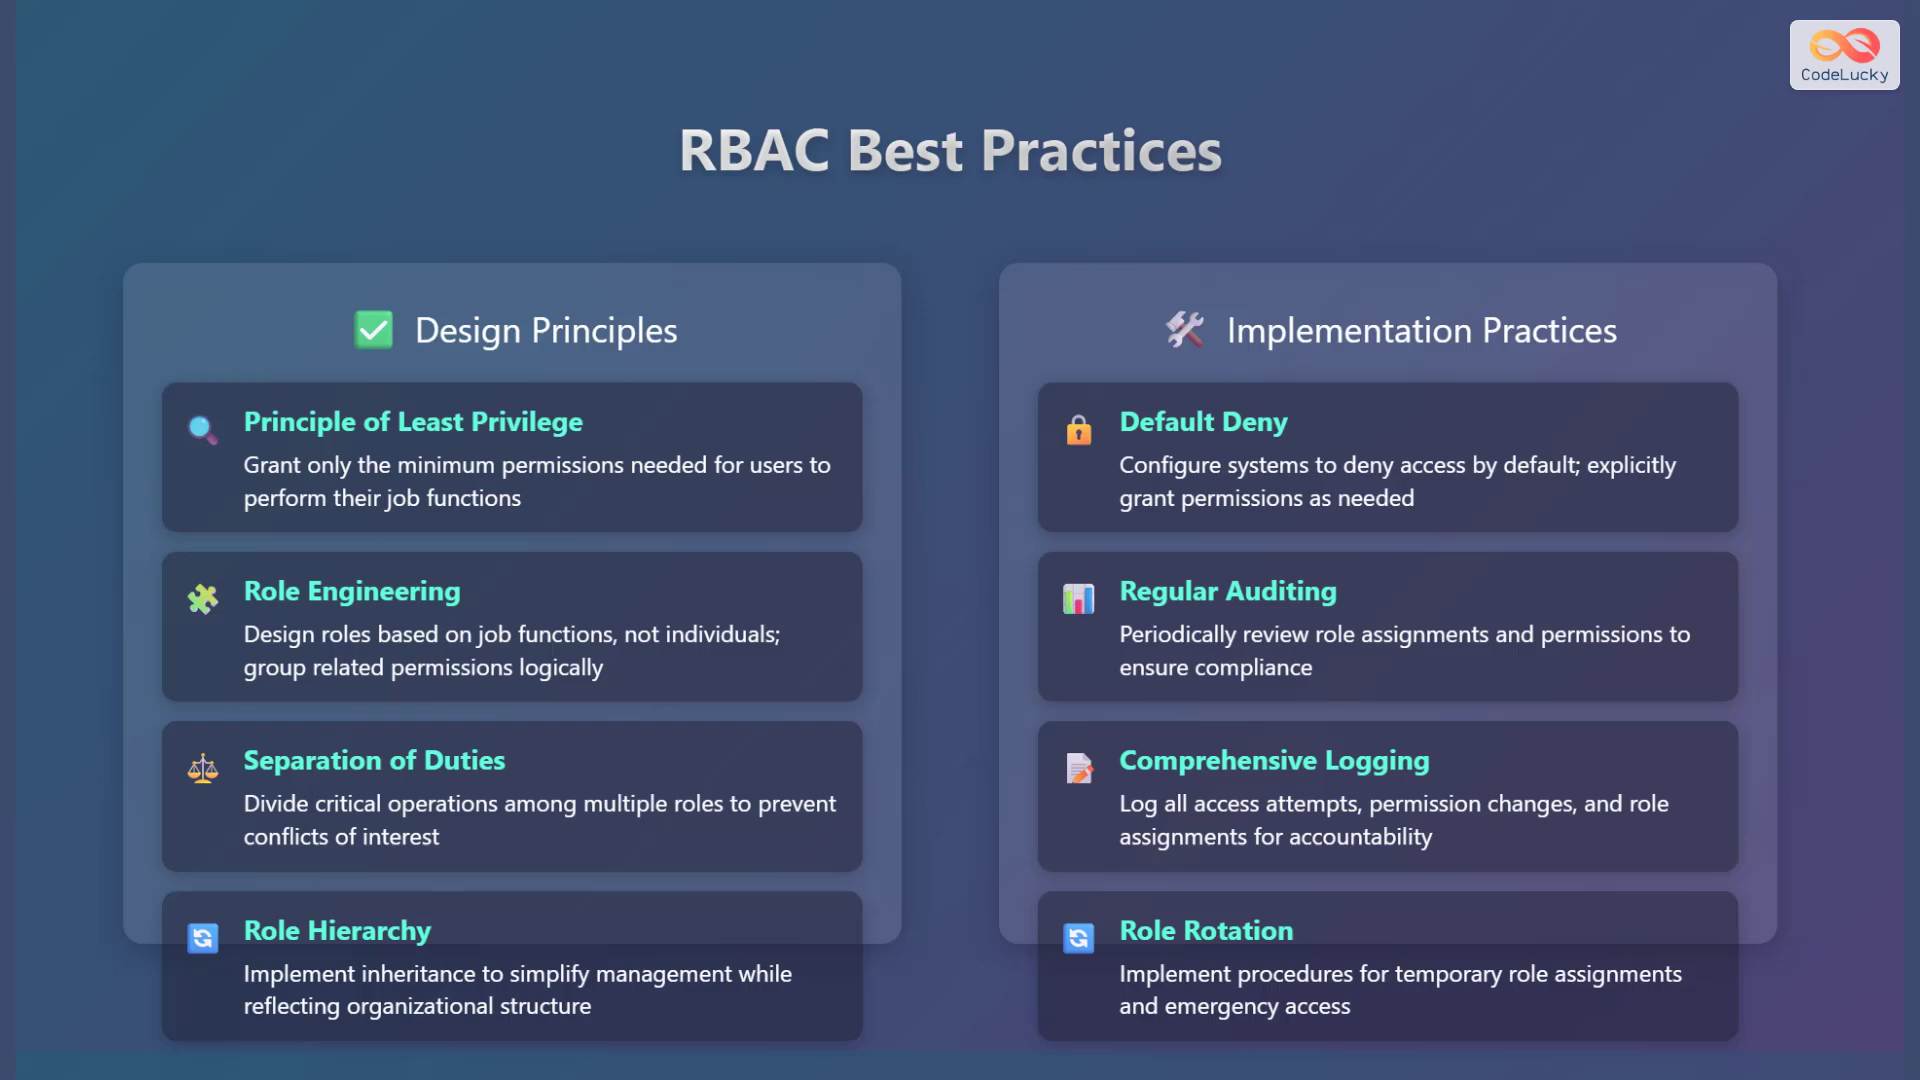 CodeLucky
RBAC Best Practices
Design Principles
Principle of Least Privilege
Grant only the minimum permissions needed for users to
perform their job functions
Role Engineering
Design roles based on job functions, not individuals;
group related permissions logically
Separation of Duties
Divide critical operations among multiple roles to prevent
conflicts of interest
Role Hierarchy
Implement inheritance to simplify management while
reflecting organizational structure
Implementation Practices
Default Deny
Configure systems to deny access by default; explicitly
grant permissions as needed
Regular Auditing
Periodically review role assignments and permissions to
ensure compliance
Comprehensive Logging
Log all access attempts, permission changes, and role
assignments for accountability
Role Rotation
Implement procedures for temporary role assignments
and emergency access